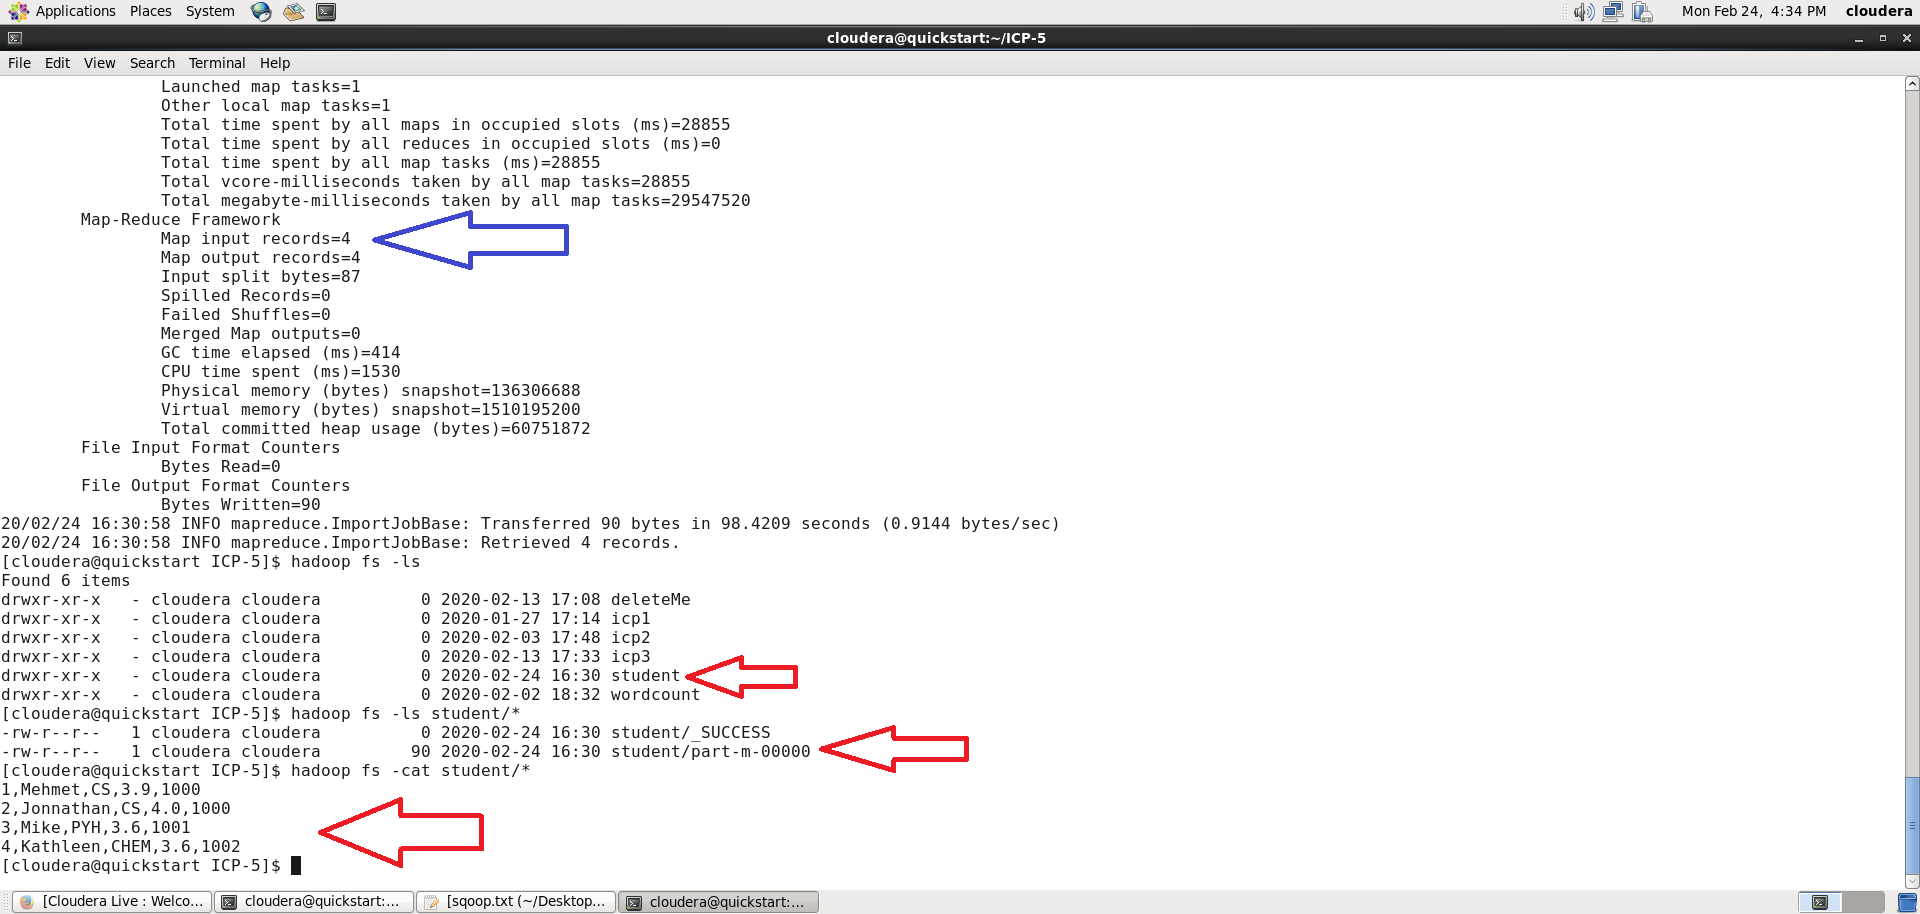 Applications Places System Mon Feb 24, 4:34 PM cloudera
cloudera@quickstart:~/ICP-5
File Edit View Search Terminal Help
Launched map tasks=1
Other local map tasks=1
Total time spent by all maps in occupied slots (ms)=28855
Total time spent by all reduces in occupied slots (ms)=0
Total time spent by all map tasks (ms)=28855
Total vcore-milliseconds taken by all map tasks=28855
Total megabyte-milliseconds taken by all map tasks=29547520
Map-Reduce Framework
Map input records=4
Map output records=4
Input split bytes=87
Spilled Records=0
Failed Shuffles=0
Merged Map outputs=0
GC time elapsed (ms)=414
CPU time spent (ms)=1530
Physical memory (bytes) snapshot=136306688
Virtual memory (bytes) snapshot=1510195200
Total committed heap usage (bytes)=60751872
File Input Format Counters
Bytes Read=0
File Output Format Counters
Bytes Written=90
20/02/24 16:30:58 INFO mapreduce.ImportJobBase: Transferred 90 bytes in 98.4209 seconds (0.9144 bytes/sec)
20/02/24 16:30:58 INFO mapreduce.ImportJobBase: Retrieved 4 records.
[cloudera@quickstart ICP-5]$ hadoop fs -ls
Found 6 items
drwxr-xr-x - cloudera cloudera 0 2020-02-13 17:08 deleteMe
drwxr-xr-x - cloudera cloudera 0 2020-01-27 17:14 icp1
drwxr-xr-x - cloudera cloudera 0 2020-02-03 17:48 icp2
drwxr-xr-x - cloudera cloudera 0 2020-02-13 17:33 icp3
drwxr-xr-x - cloudera cloudera 0 2020-02-24 16:30 student
drwxr-xr-x - cloudera cloudera 0 2020-02-02 18:32 wordcount
[cloudera@quickstart ICP-5]$ hadoop fs -ls student/*
-rw-r--r-- 1 cloudera cloudera 0 2020-02-24 16:30 student/_SUCCESS
-rw-r--r-- 1 cloudera cloudera 90 2020-02-24 16:30 student/part-m-00000
[cloudera@quickstart ICP-5]$ hadoop fs -cat student/*
1,Mehmet,CS,3.9,1000
2,Jonnathan,CS,4.0,1000
3,Mike,PYH,3.6,1001
4,Kathleen,CHEM,3.6,1002
[cloudera@quickstart ICP-5]$
[Cloudera Live : Welco... cloudera@quickstart:... [sqoop.txt (~/Desktop... cloudera@quickstart:...